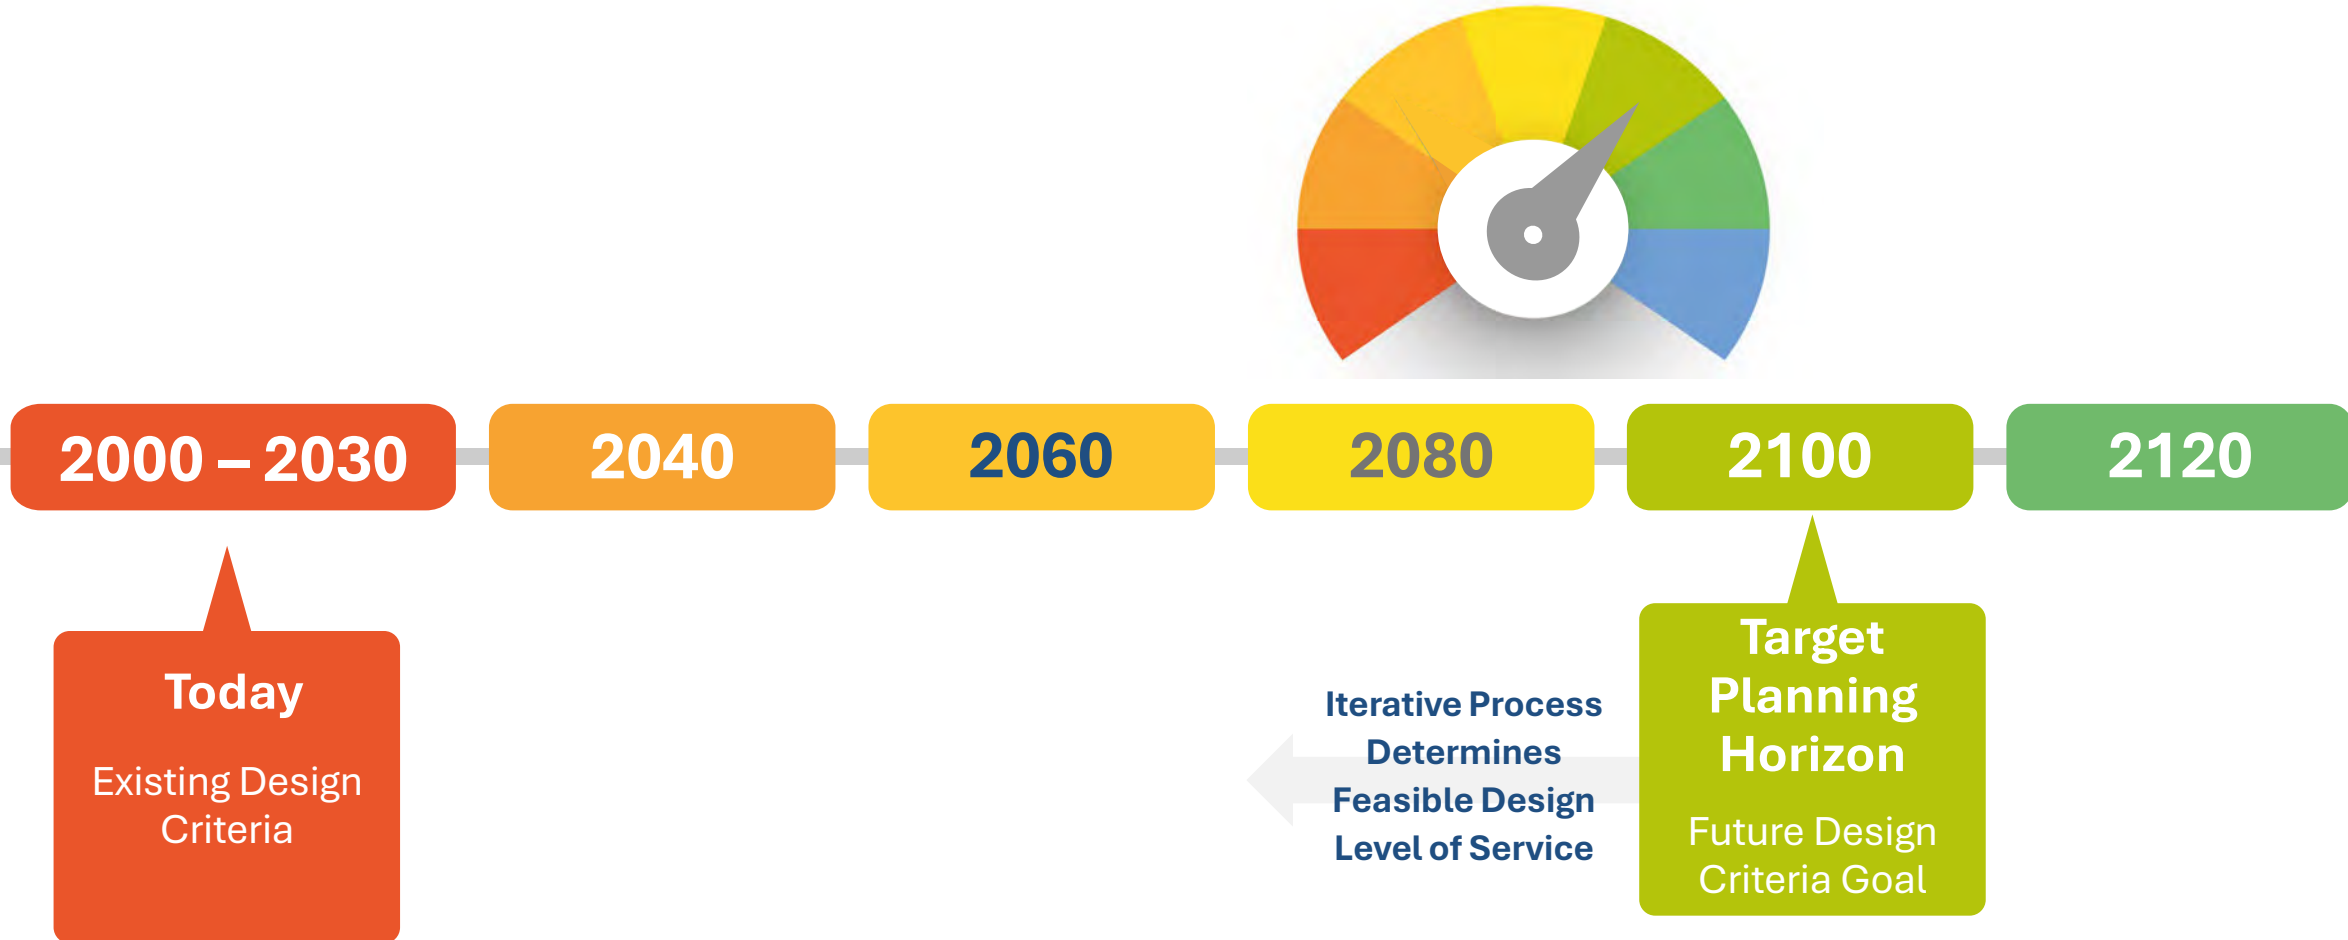 2000 – 2030
2040
2060
2080
2100
2120
Today
Existing Design
Criteria
Iterative Process
Determines
Feasible Design
Level of Service
Target
Planning
Horizon
Future Design
Criteria Goal